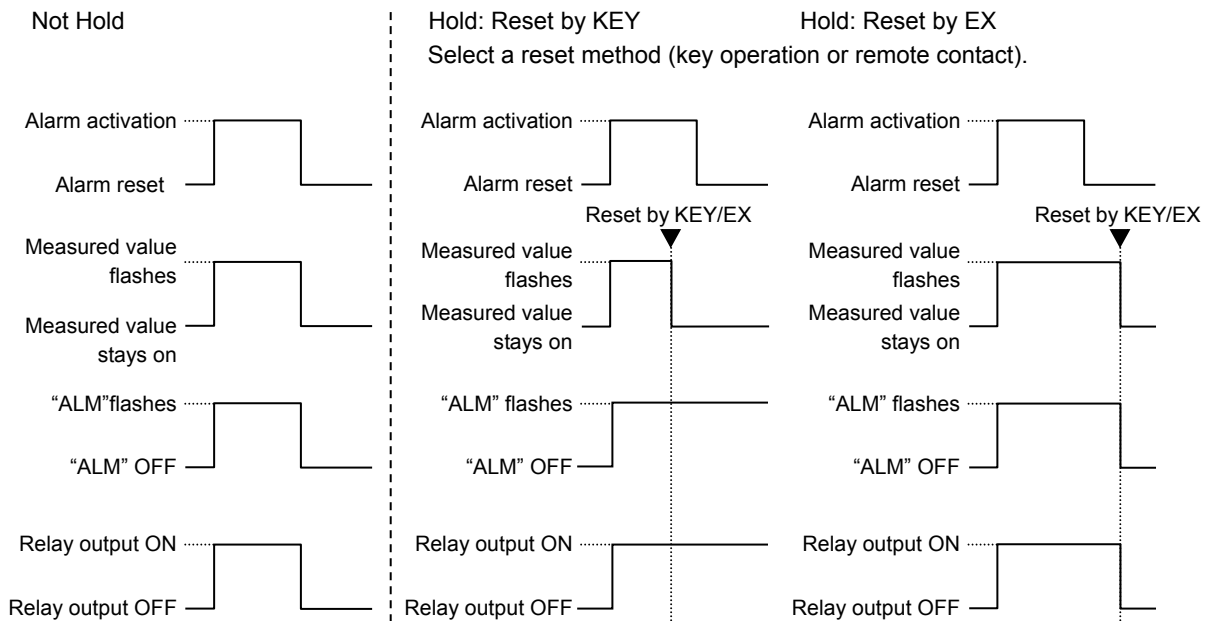 Not Hold
Hold: Reset by KEY
Hold: Reset by EX
Select a reset method (key operation or remote contact).
Alarm activation
Alarm reset
Measured value
flashes
Measured value
stays on
“ALM”flashes
“ALM” OFF
Relay output ON
Relay output OFF
Alarm activation
Alarm reset
Reset by KEY/EX
Measured value
flashes
Measured value
stays on
“ALM” flashes
“ALM” OFF
Relay output ON
Relay output OFF
Alarm activation
Alarm reset
Reset by KEY/EX
Measured value
flashes
Measured value
stays on
“ALM” flashes
“ALM” OFF
Relay output ON
Relay output OFF